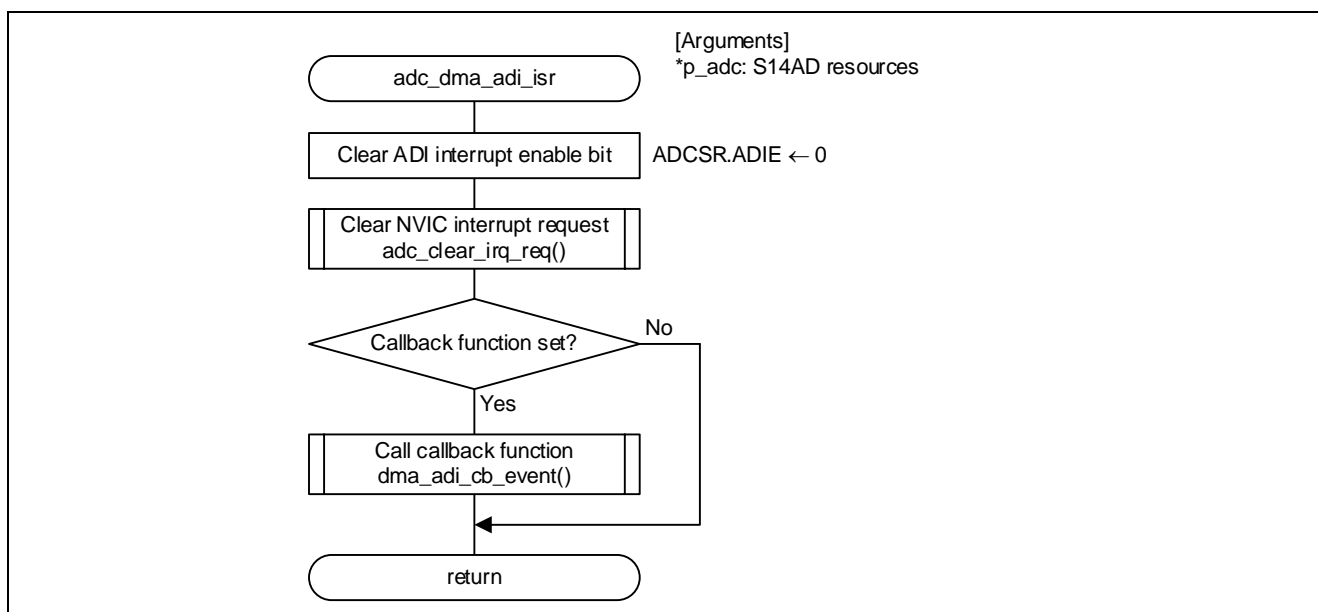 [Arguments]
*p_adc: S14AD resources
adc_dma_adi_isr
Clear ADI interrupt enable bit
ADCSR.ADIE ← 0
Clear NVIC interrupt request
adc_clear_irq_req()
Callback function set?
No
Yes
Call callback function
dma_adi_cb_event()
return